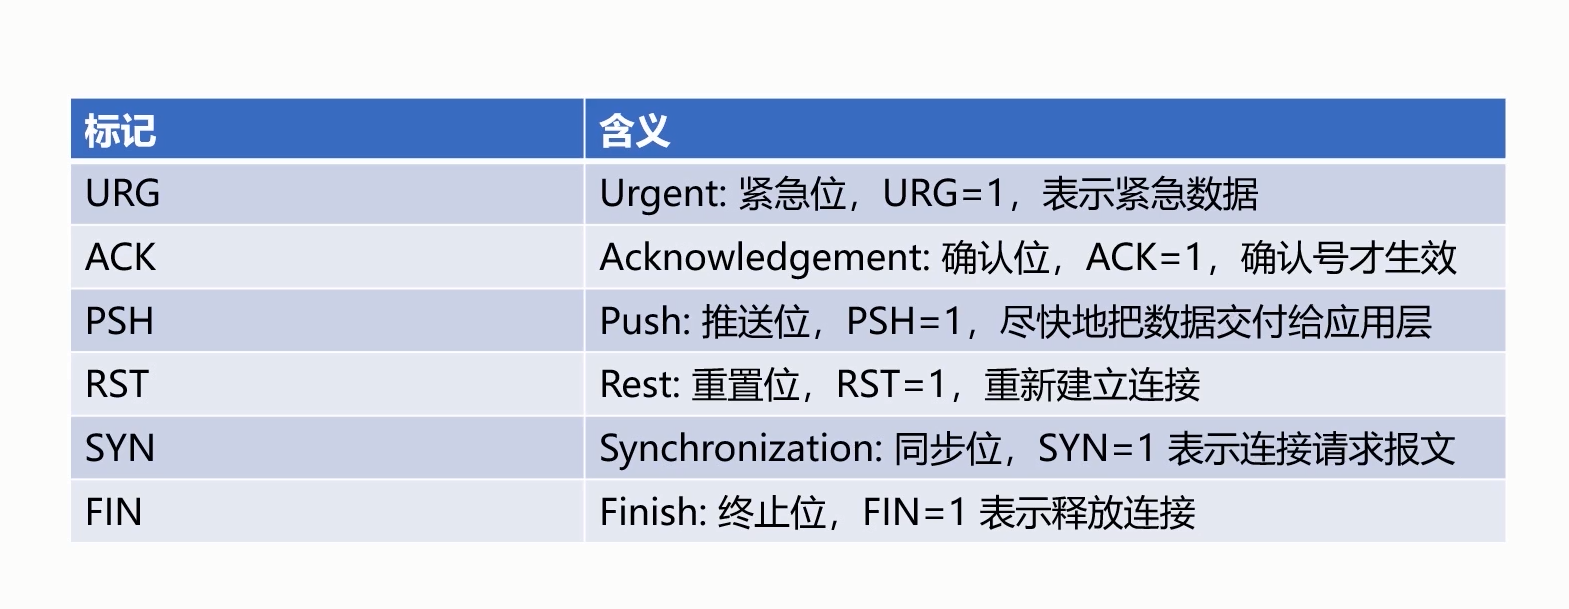 标记 含义
URG Urgent: 紧急位，URG=1，表示紧急数据
ACK Acknowledgement: 确认位，ACK=1，确认号才生效
PSH Push: 推送位，PSH=1，尽快地把数据交付给应用层
RST Rest: 重置位，RST=1，重新建立连接
SYN Synchronization: 同步位，SYN=1 表示连接请求报文
FIN Finish: 终止位，FIN=1 表示释放连接